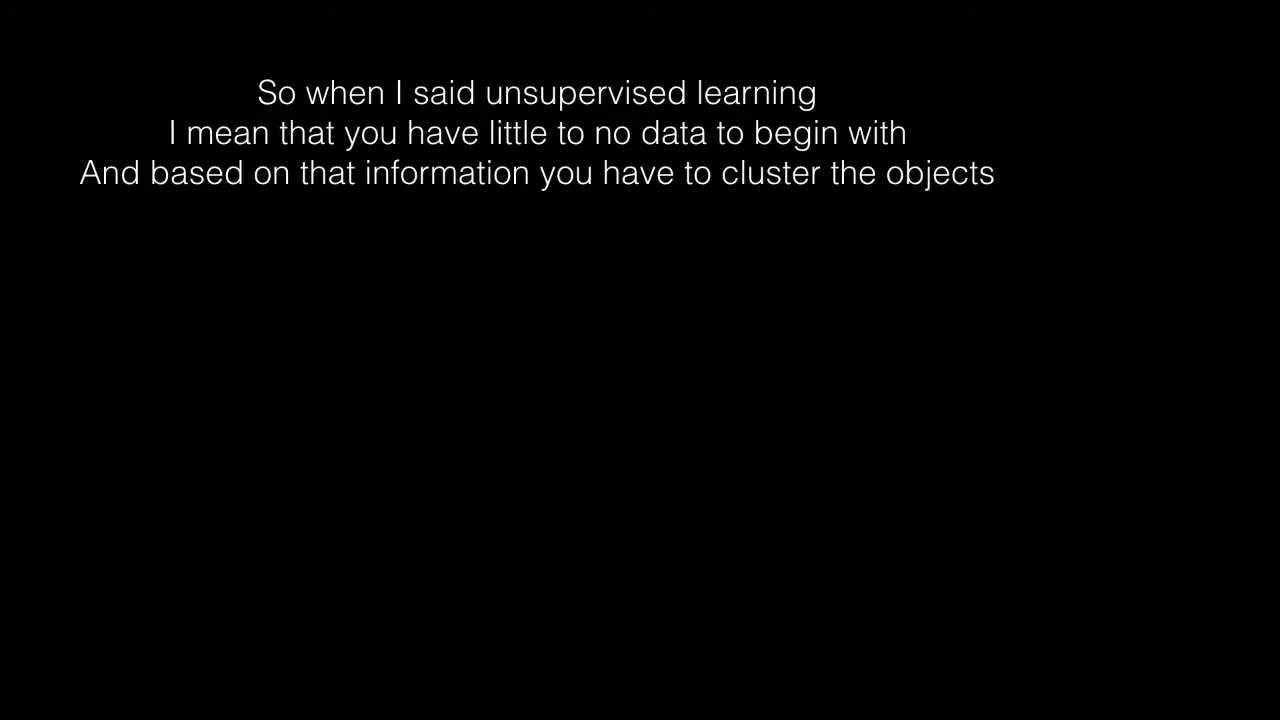 So when I said unsupervised learning
I mean that you have little to no data to begin with
And based on that information you have to cluster the objects